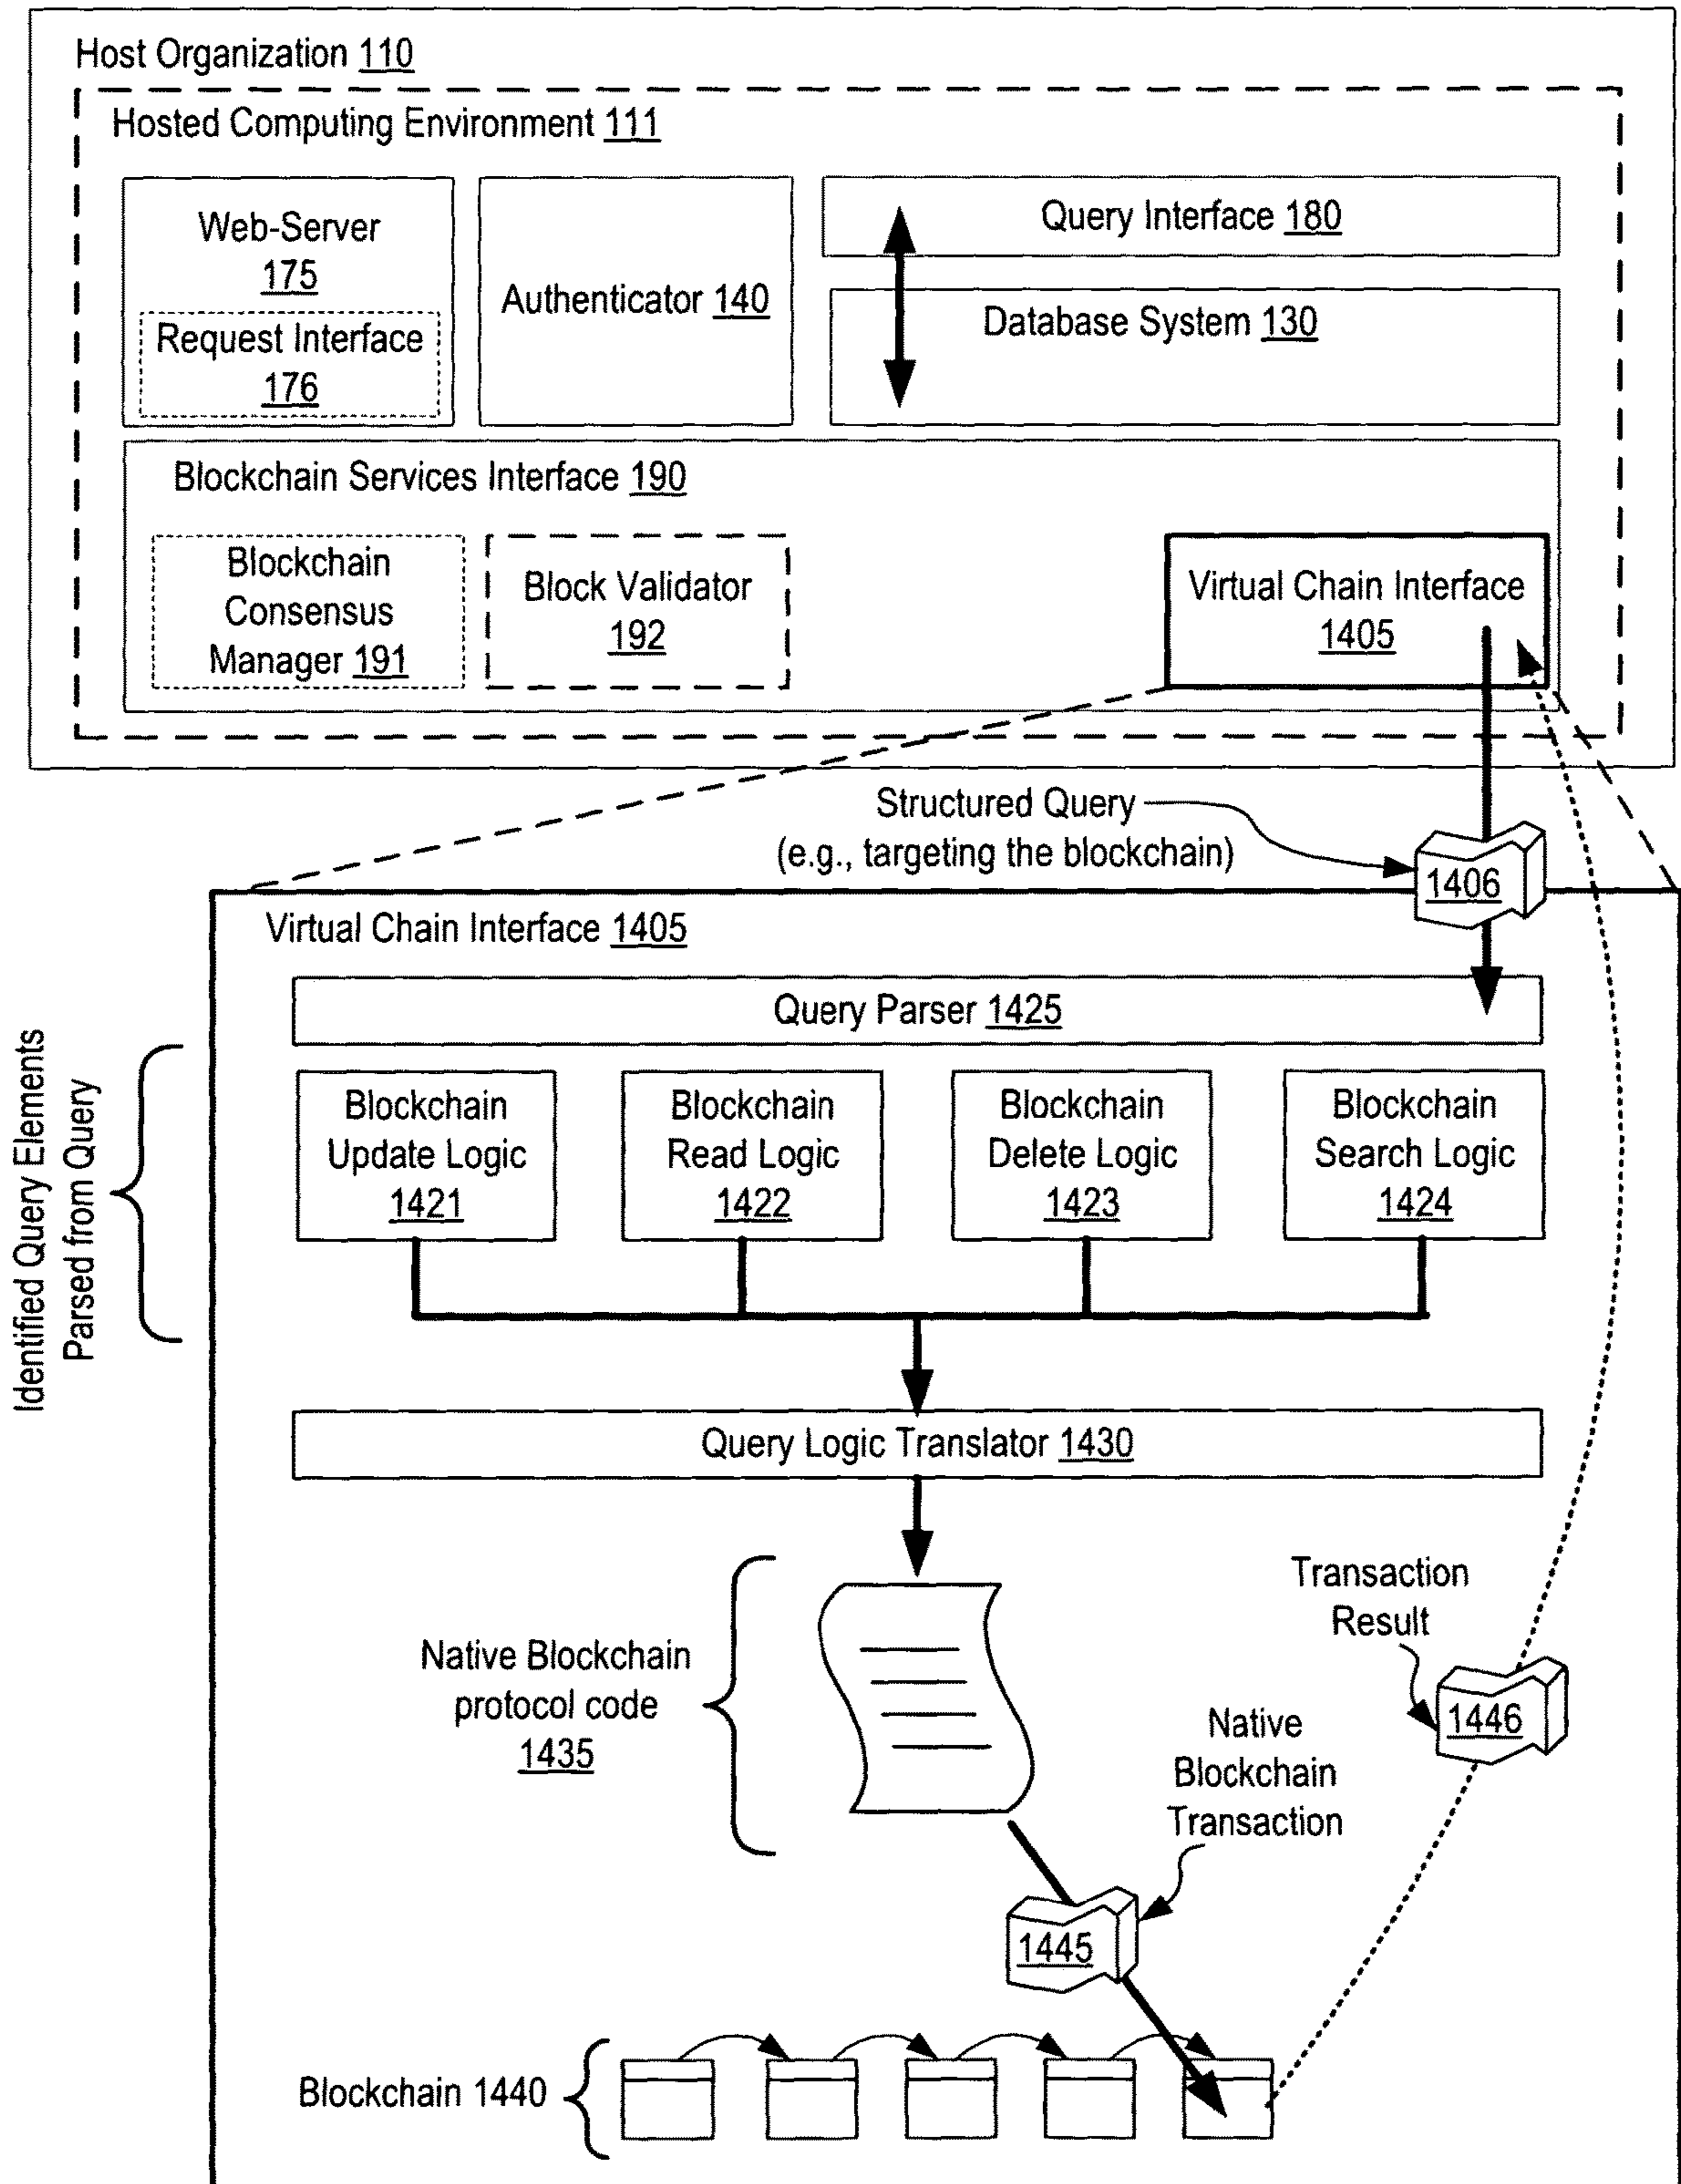 Host Organization 110
Hosted Computing Environment 111
Web-Server
175
Request Interface
176
Authenticator 140
Query Interface 180
Database System 130
Blockchain Services Interface 190
Blockchain
Consensus
Manager 191
Block Validator
192
Virtual Chain Interface
1405
Structured Query
(e.g., targeting the blockchain)
1406
Virtual Chain Interface 1405
Query Parser 1425
Identified Query Elements
Parsed from Query
Blockchain
Update Logic
1421
Blockchain
Read Logic
1422
Blockchain
Delete Logic
1423
Blockchain
Search Logic
1424
Query Logic Translator 1430
Native Blockchain
protocol code
1435
Transaction
Result
1446
Native
Blockchain
Transaction
1445
Blockchain 1440